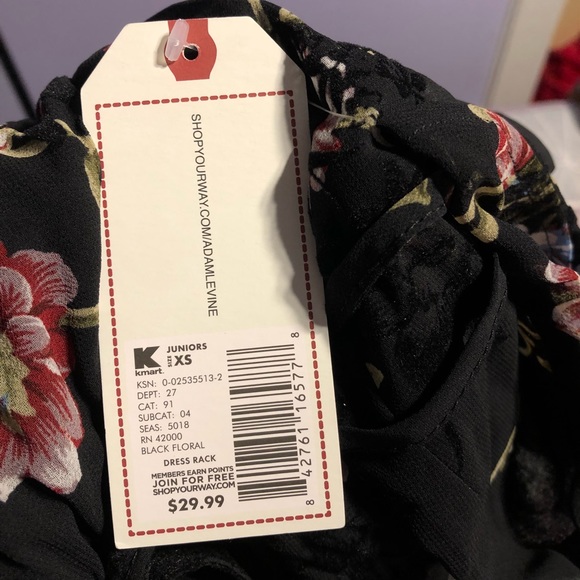 SHOPYOURWAY.COM/ADAMLEVINE
K
kmart
JUNIORS
SIZE XS
KSN: 0-02535513-2
DEPT: 27
CAT: 91
SUBCAT: 04
SEAS: 5018
RN 42000
BLACK FLORAL
DRESS RACK
MEMBERS EARN POINTS
JOIN FOR FREE
SHOPYOURWAY.COM
$29.99
8 42761 16577 8